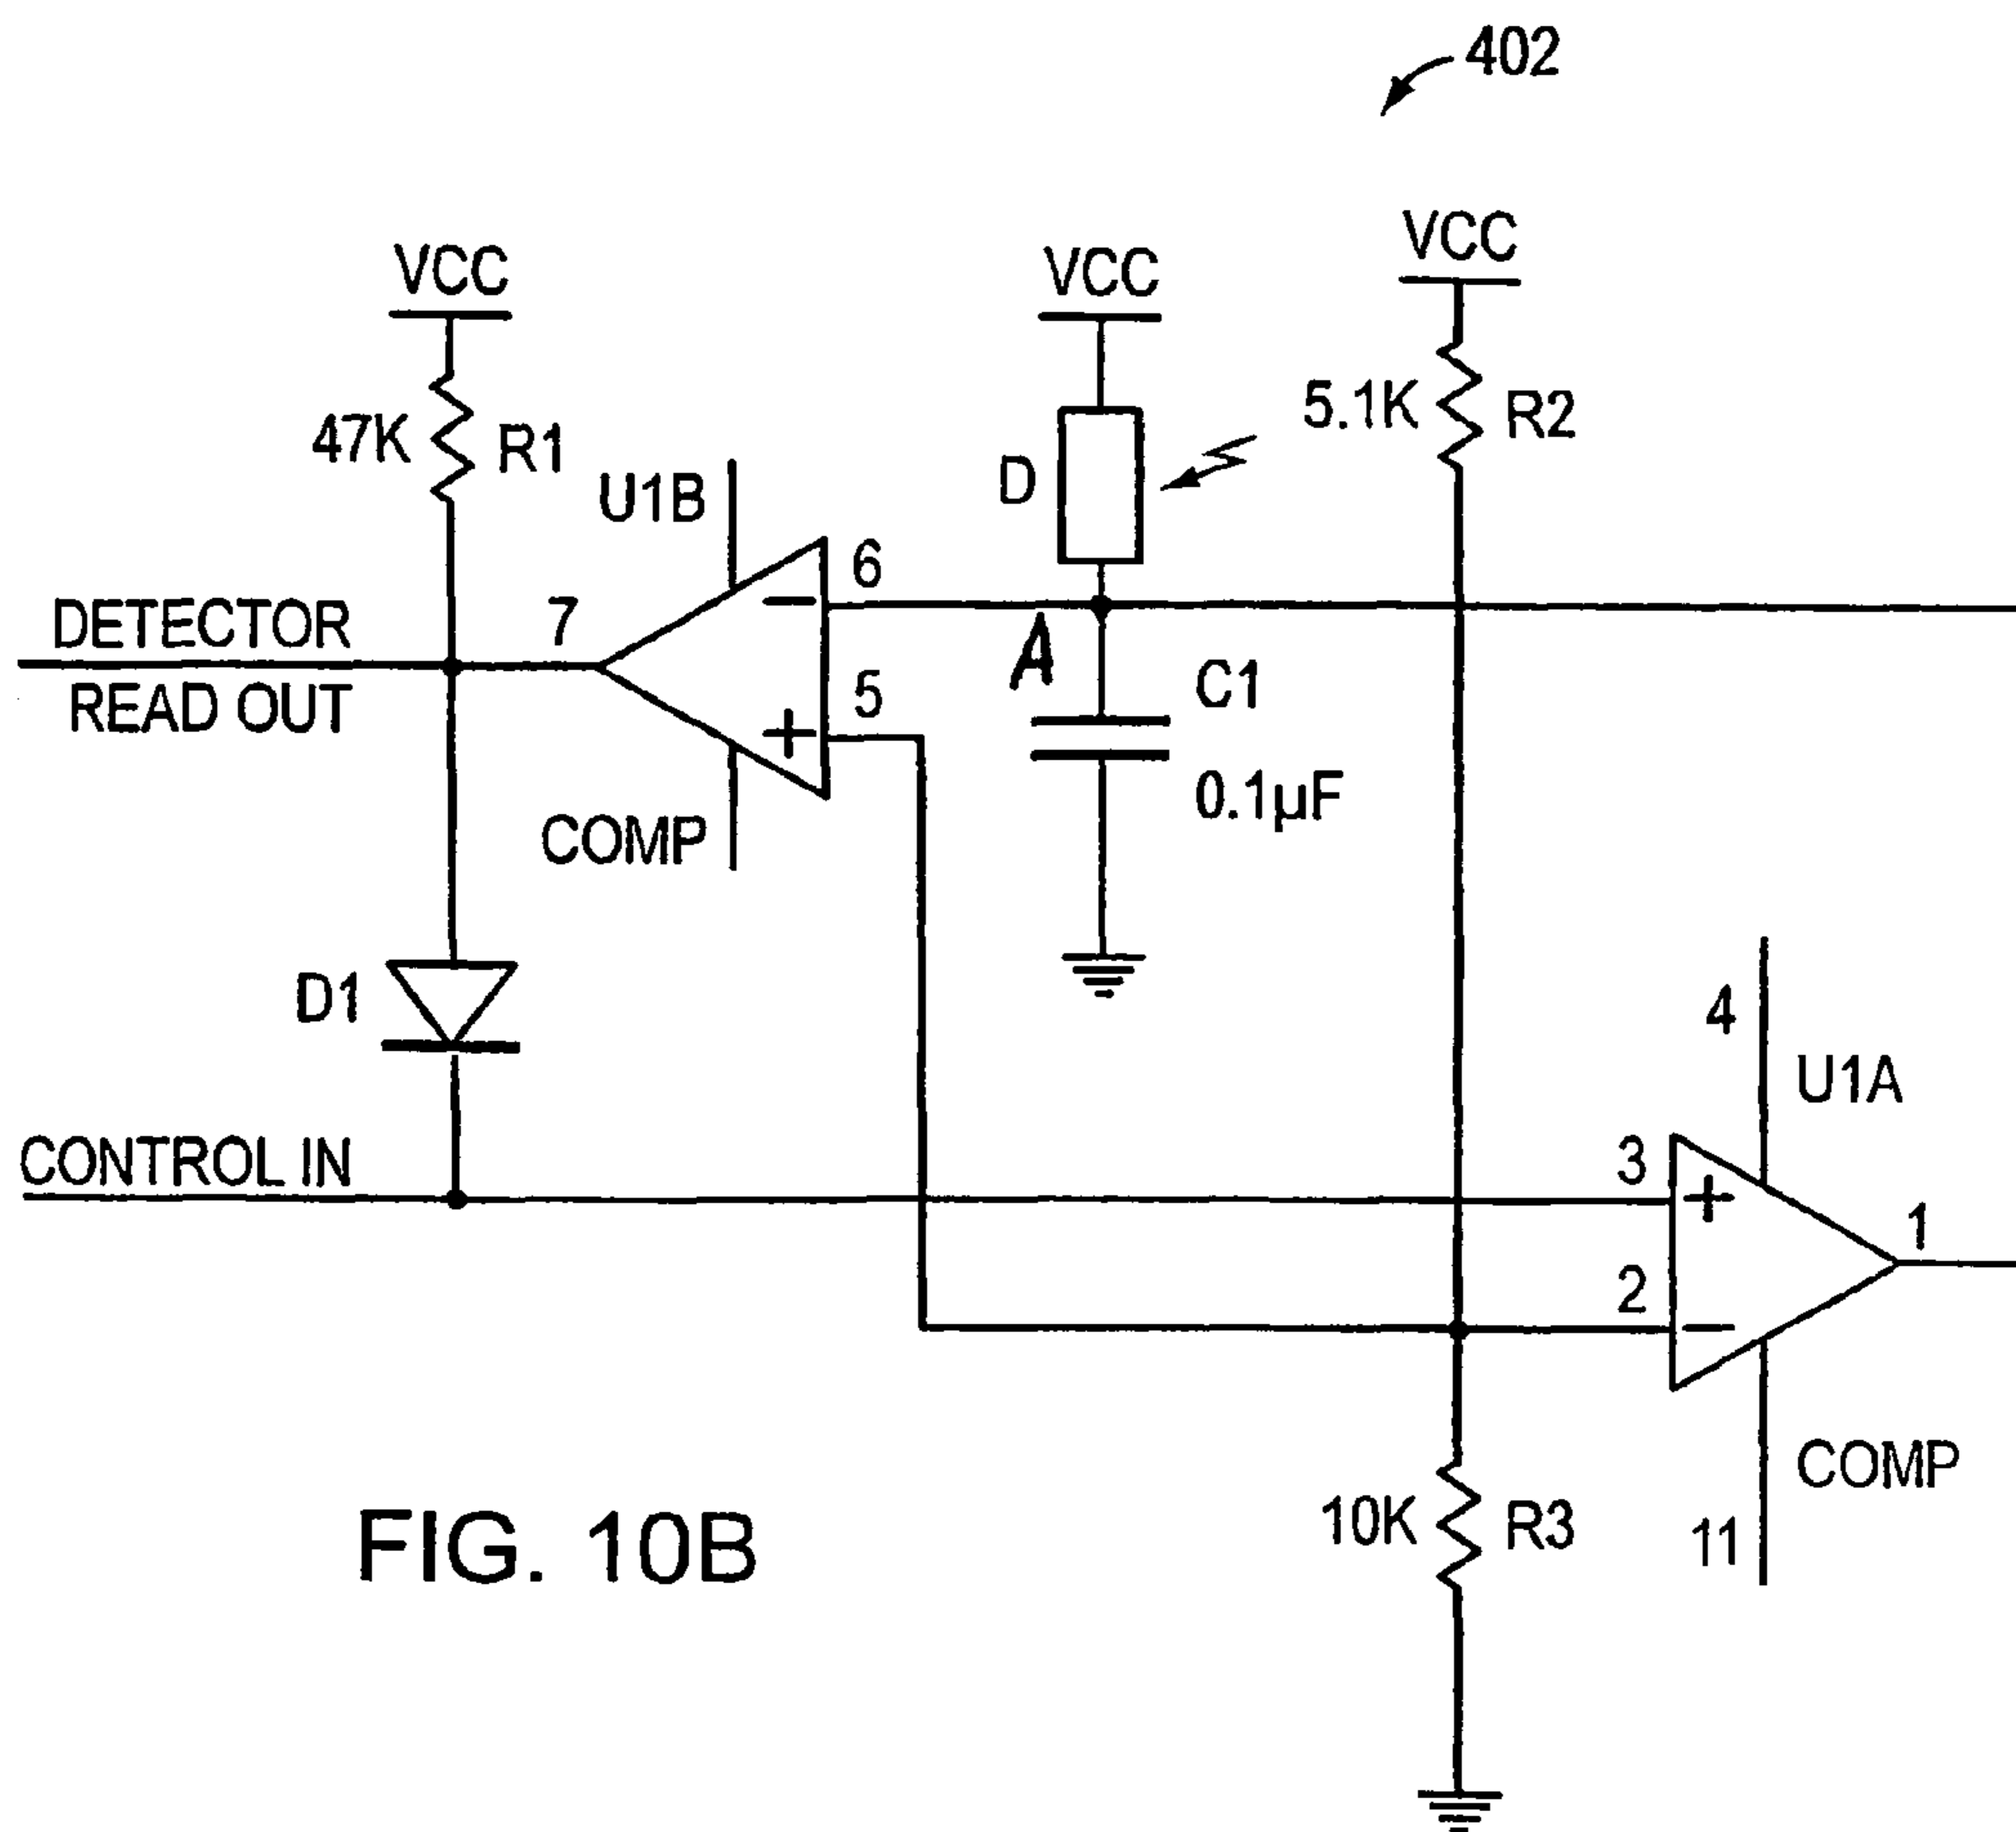 402
VCC
VCC
VCC
47K
R1
U1B
D
5.1K
R2
6
7
DETECTOR
READ OUT
−
A
5
+
C1
0.1µF
COMP
D1
4
U1A
CONTROL IN
3
+
1
2
−
COMP
10K
R3
11
FIG. 10B